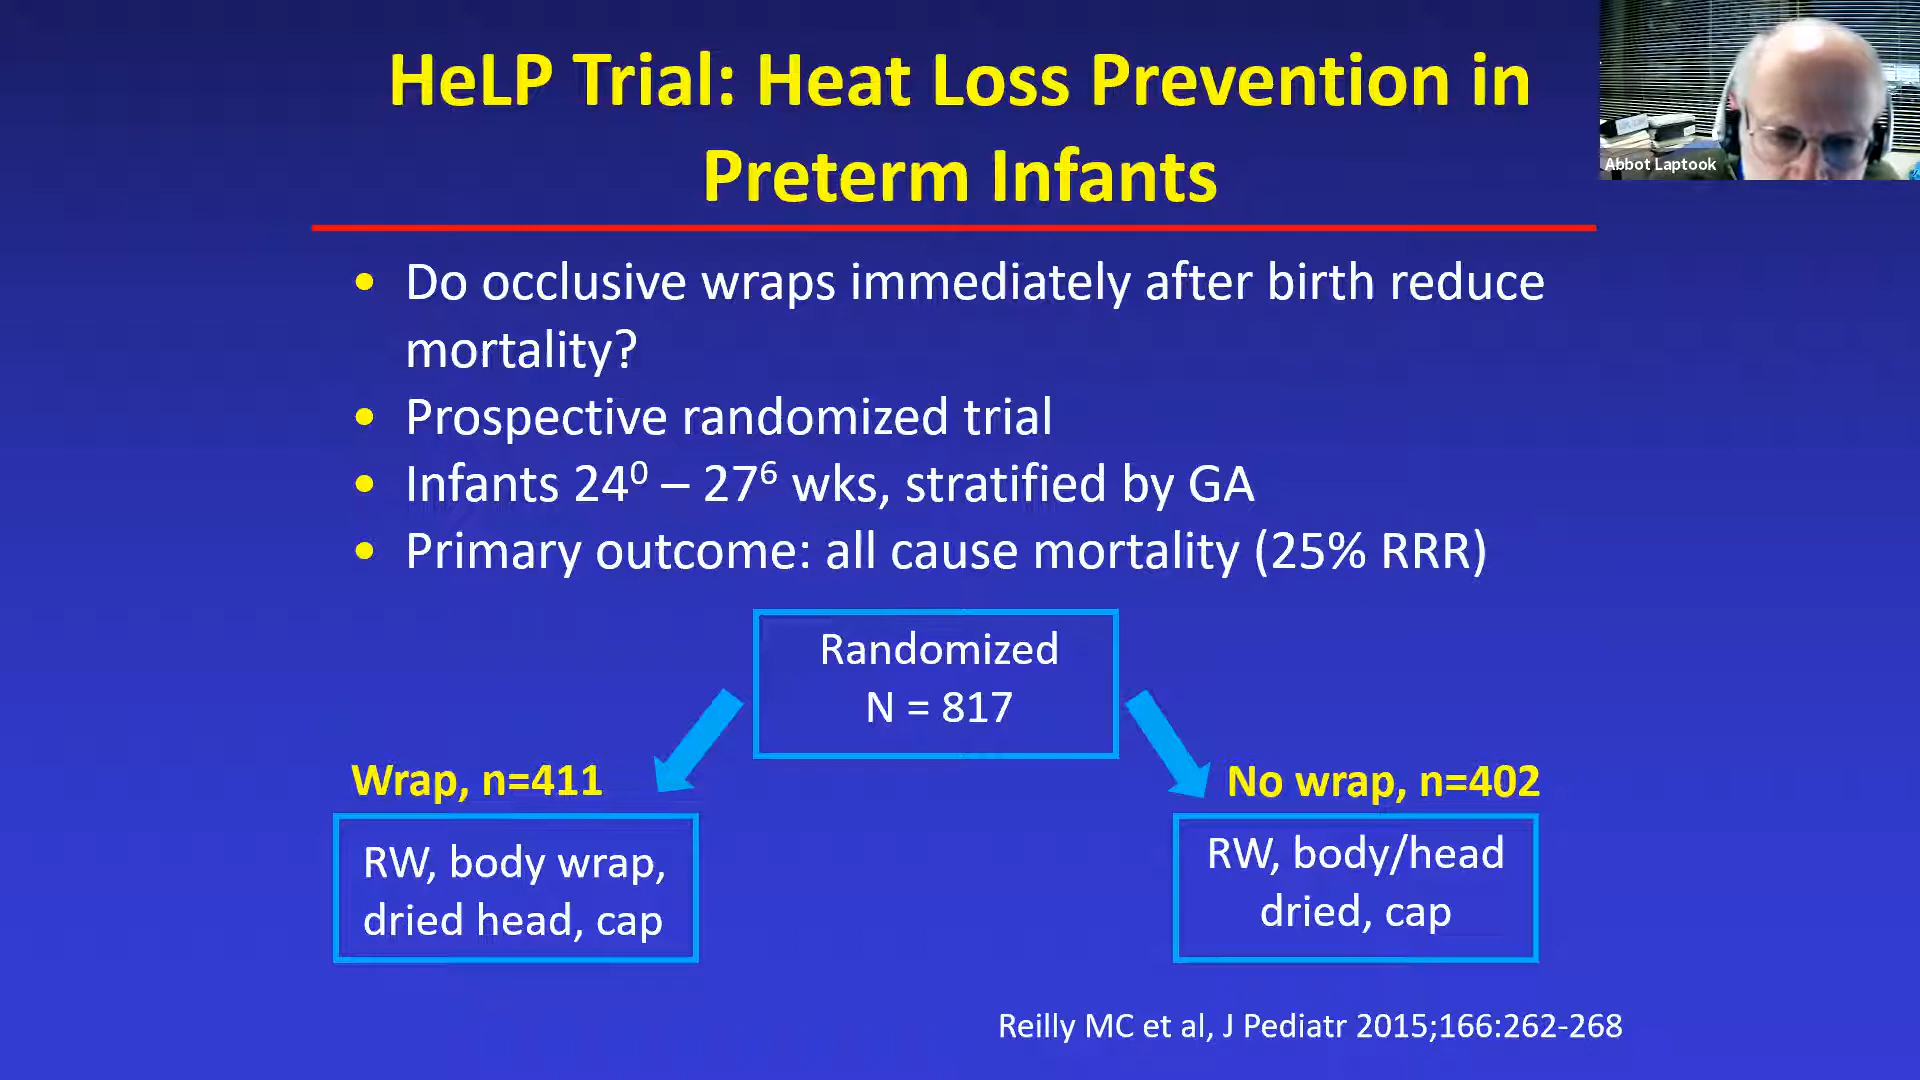 HeLP Trial: Heat Loss Prevention in
Preterm Infants
Abbot Laptook
• Do occlusive wraps immediately after birth reduce
mortality?
• Prospective randomized trial
• Infants 24⁰ – 27⁶ wks, stratified by GA
• Primary outcome: all cause mortality (25% RRR)
Randomized
N = 817
Wrap, n=411
RW, body wrap,
dried head, cap
No wrap, n=402
RW, body/head
dried, cap
Reilly MC et al, J Pediatr 2015;166:262-268